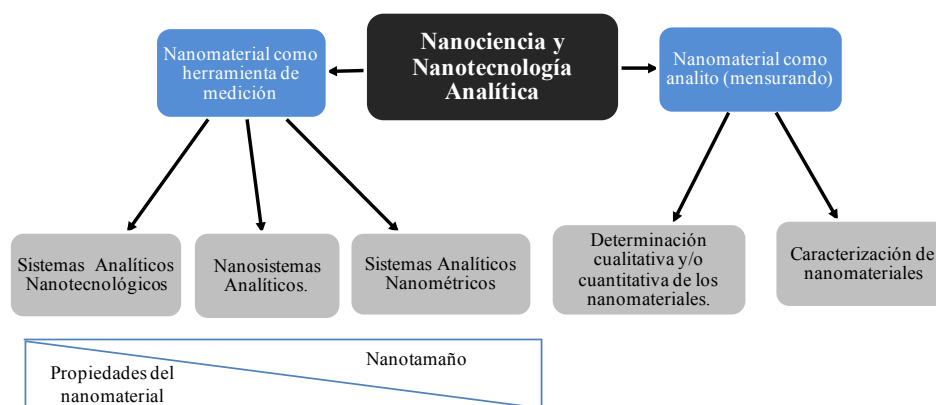 Nanociencia y
Nanotecnología
Analítica
Nanomaterial como
herramienta de
medición
Nanomaterial como
analito (mensurando)
Sistemas Analíticos
Nanotecnológicos
Nanosistemas
Analíticos.
Sistemas Analíticos
Nanométricos
Determinación
cualitativa y/o
cuantitativa de los
nanomateriales.
Caracterización de
nanomateriales
Nanotamaño
Propiedades del
nanomaterial